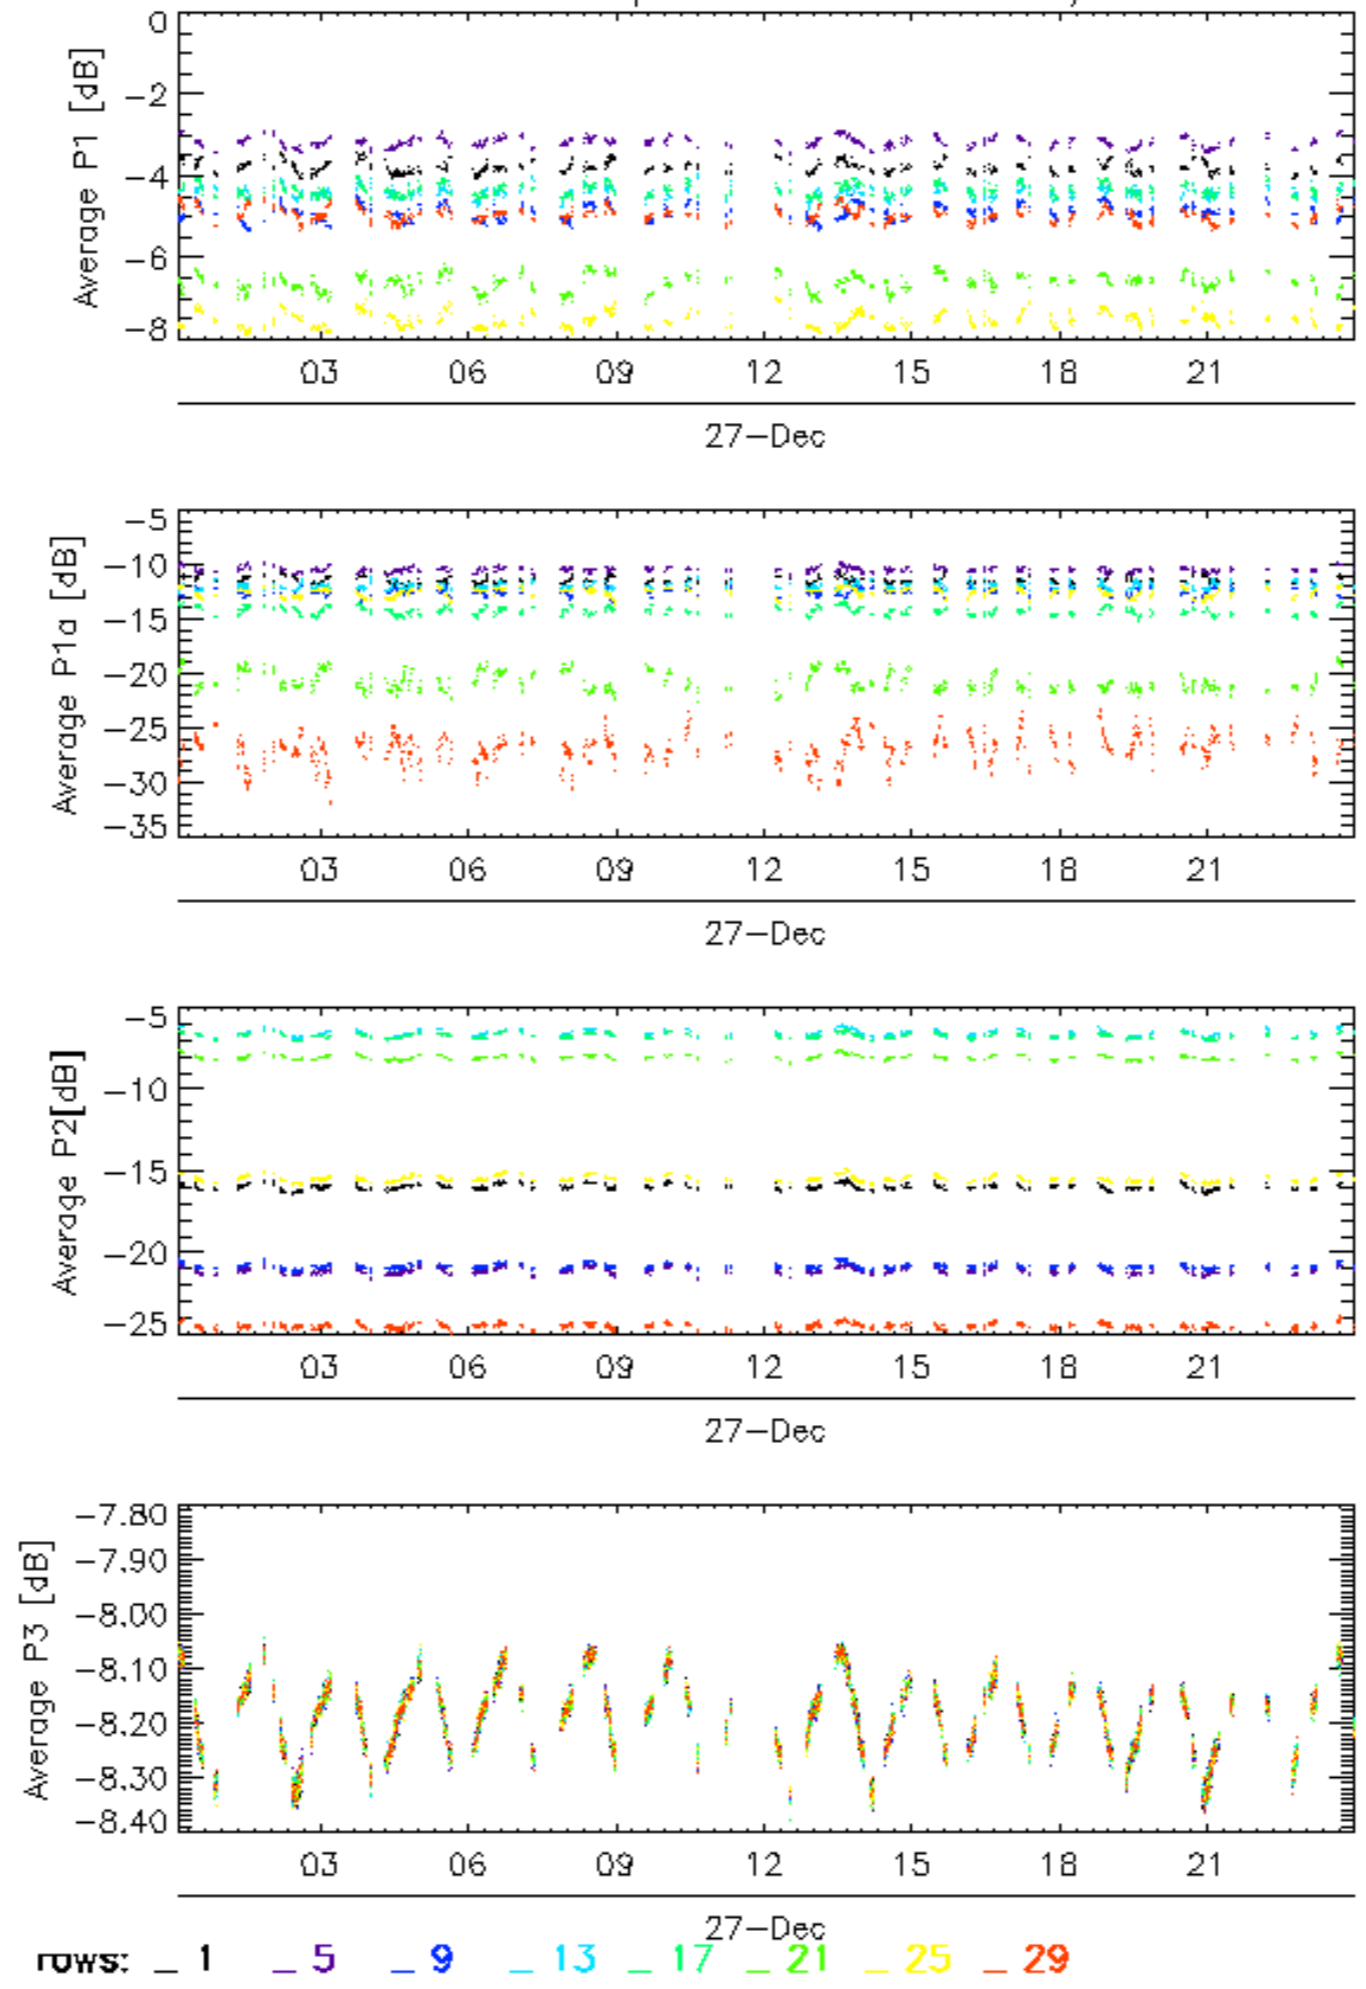 0
-2
-4
-6
-8
Average P1 [dB]
03 06 09 12 15 18 21
27-Dec
-5
-10
-15
-20
-25
-30
-35
Average P1a [dB]
03 06 09 12 15 18 21
27-Dec
-5
-10
-15
-20
-25
Average P2[dB]
03 06 09 12 15 18 21
27-Dec
-7.80
-7.90
-8.00
-8.10
-8.20
-8.30
-8.40
Average P3 [dB]
03 06 09 12 15 18 21
27-Dec
rows: _ 1 _ 5 _ 9 _ 13 _ 17 _ 21 _ 25 _ 29